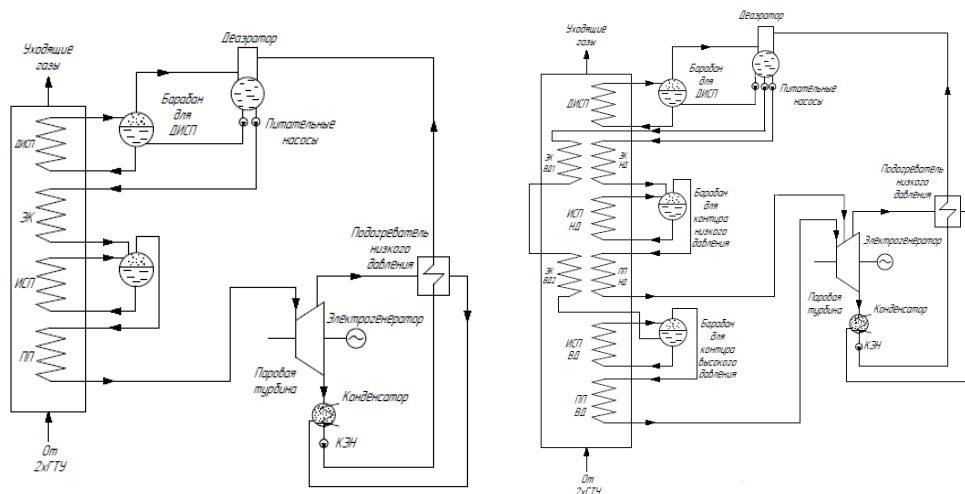 Уходящие
газы
Деаэратор
Барабан
для
ДИСП
Питательные
насосы
ДИСП
ЭК
ИСП
ПП
Подогреватель
низкого
давления
Электрогенератор
Паровая
турбина
Конденсатор
КЭН
От
2хГТУ
Уходящие
газы
Деаэратор
Барабан
для
ДИСП
Питательные
насосы
ДИСП
ЭК
ВД1
ЭК
НД
ИСП
НД
Барабан
для
контура
низкого
давления
ЭК
ВД2
ПП
НД
Подогреватель
низкого
давления
Электрогенератор
Паровая
турбина
Конденсатор
КЭН
ИСП
ВД
Барабан
для
контура
высокого
давления
ПП
ВД
От
2хГТУ